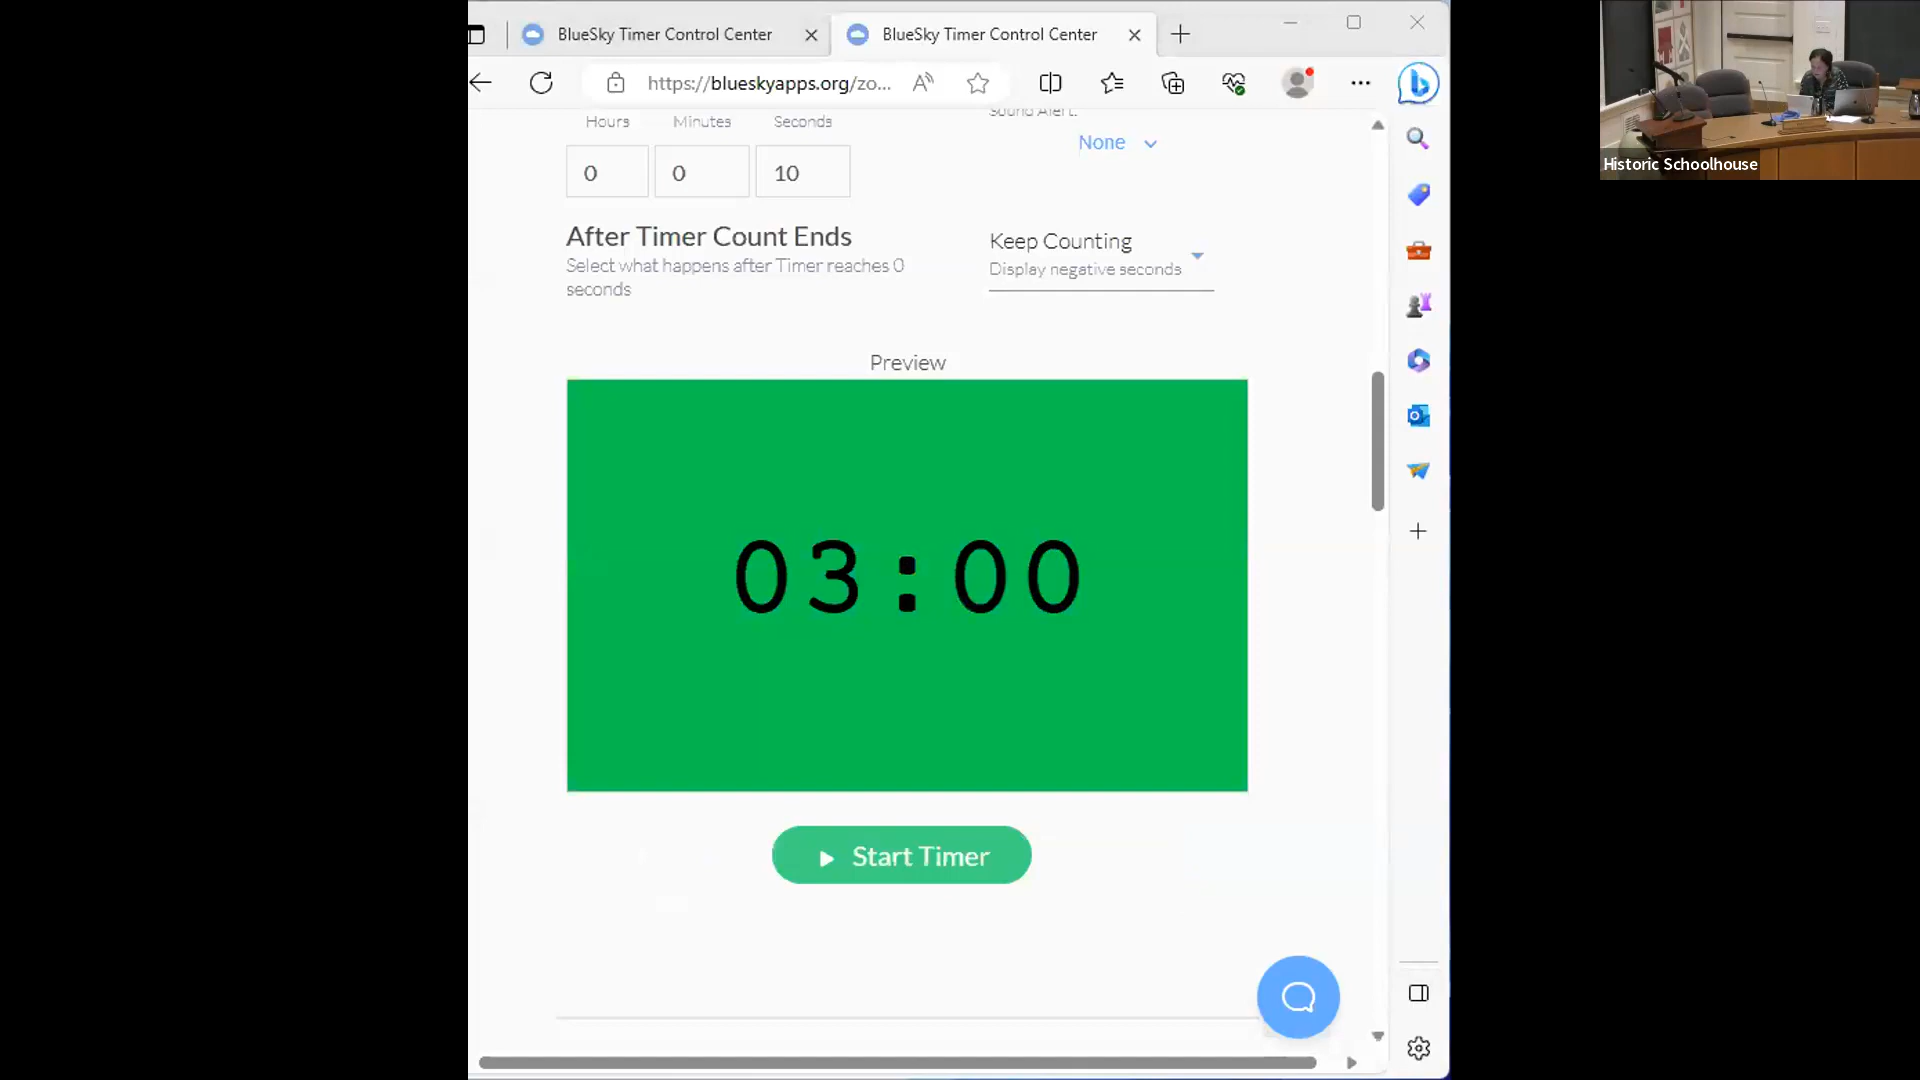 BlueSky Timer Control Center
BlueSky Timer Control Center
https://blueskyapps.org/zo...
Hours Minutes Seconds
Sound Alert:
None
0 0 10
After Timer Count Ends
Select what happens after Timer reaches 0
seconds
Keep Counting
Display negative seconds
Preview
03:00
Start Timer
Historic Schoolhouse